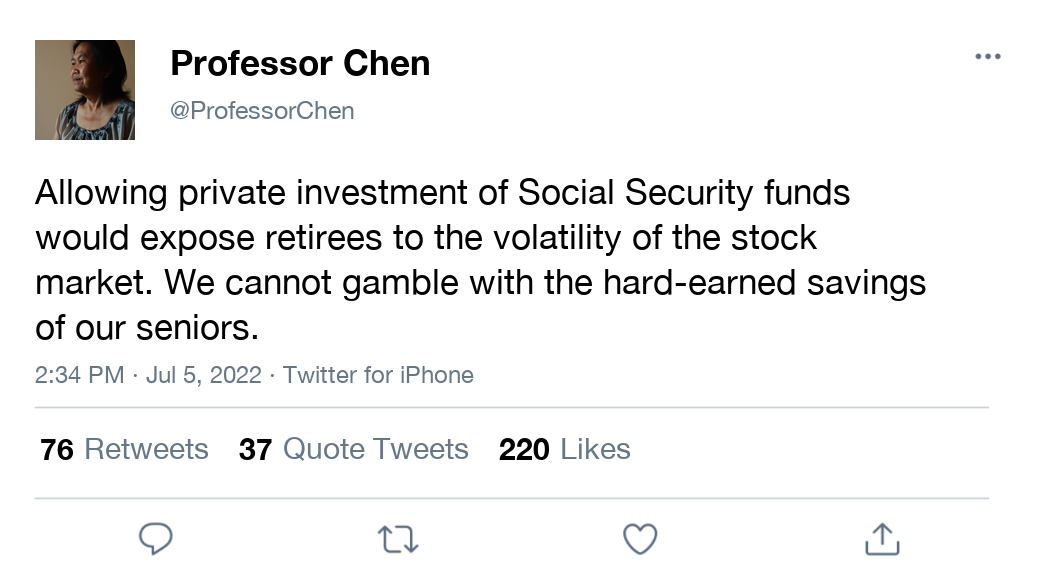 Professor Chen
@ProfessorChen
Allowing private investment of Social Security funds
would expose retirees to the volatility of the stock
market. We cannot gamble with the hard-earned savings
of our seniors.
2:34 PM · Jul 5, 2022 · Twitter for iPhone
76 Retweets 37 Quote Tweets 220 Likes